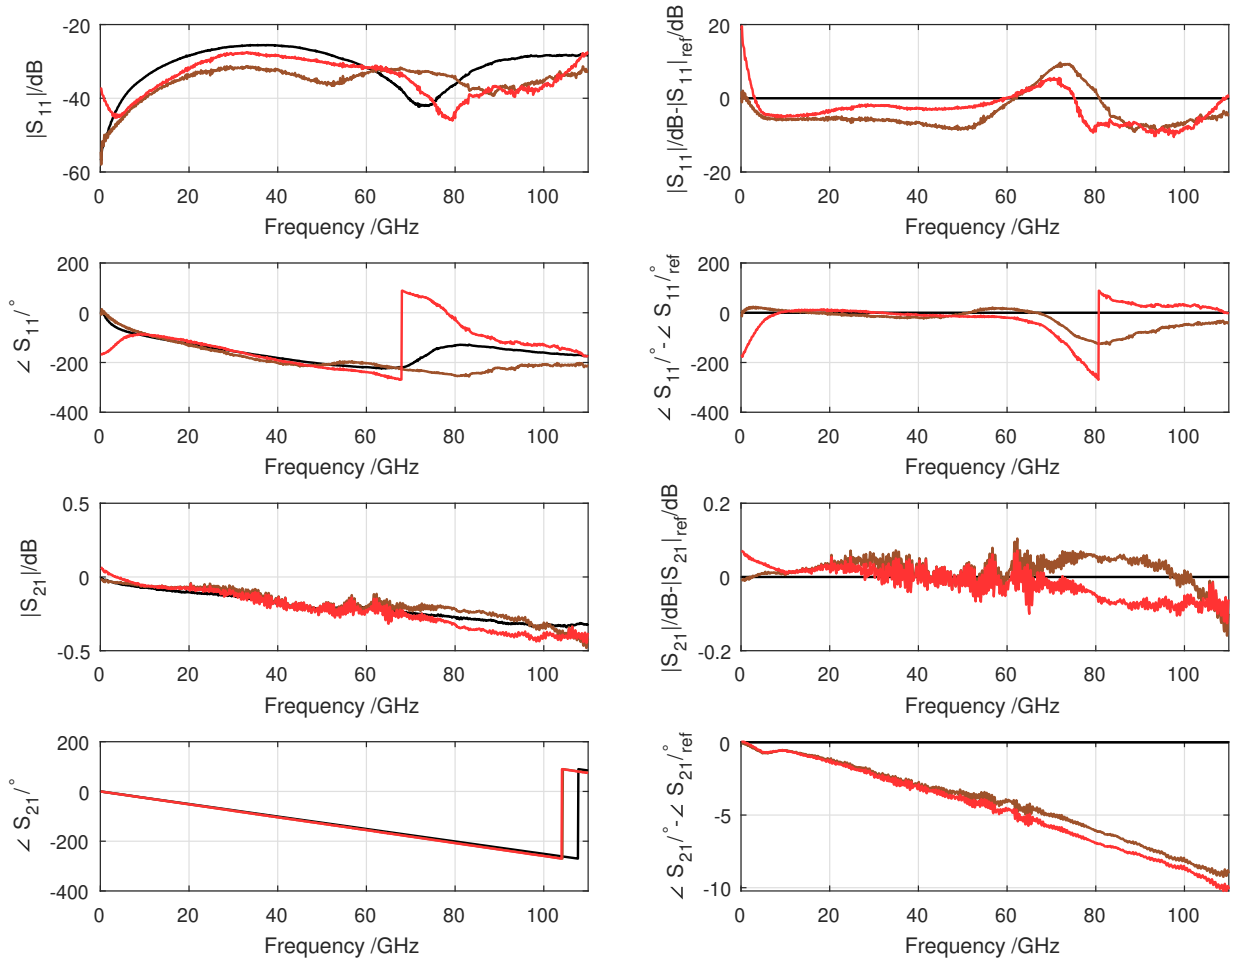 -20
-40
-60
|S11|/dB
0 20 40 60 80 100
Frequency /GHz
20
0
-20
|S11|/dB-|S11|ref/dB
0 20 40 60 80 100
Frequency /GHz
200
0
-200
-400
∠ S11/°
0 20 40 60 80 100
Frequency /GHz
200
0
-200
-400
∠ S11/°-∠ S11/°ref
0 20 40 60 80 100
Frequency /GHz
0.5
0
-0.5
|S21|/dB
0 20 40 60 80 100
Frequency /GHz
0.2
0
-0.2
|S21|/dB-|S21|ref/dB
0 20 40 60 80 100
Frequency /GHz
200
0
-200
-400
∠ S21/°
0 20 40 60 80 100
Frequency /GHz
0
-5
-10
∠ S21/°-∠ S21/°ref
0 20 40 60 80 100
Frequency /GHz